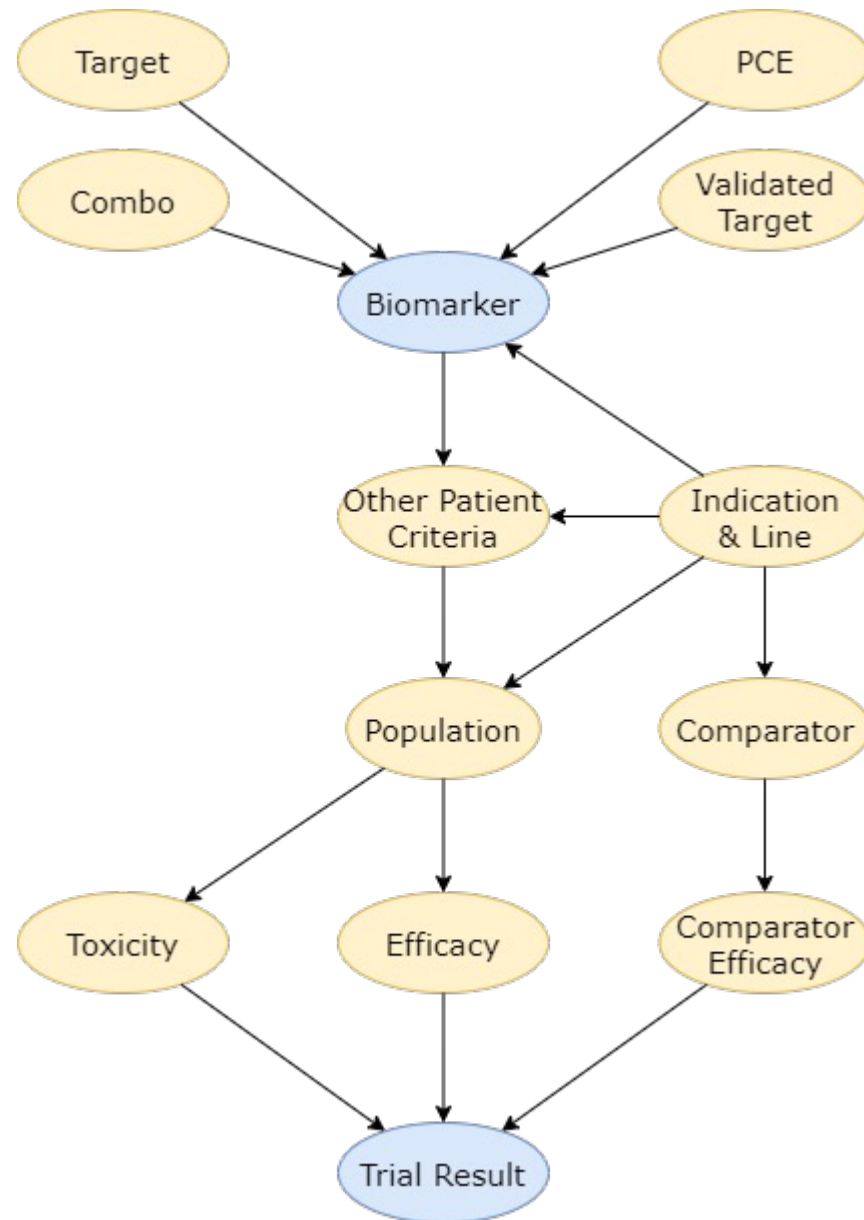 Target
PCE
Combo
Validated
Target
Biomarker
Other Patient
Criteria
Indication
& Line
Population
Comparator
Toxicity
Efficacy
Comparator
Efficacy
Trial Result